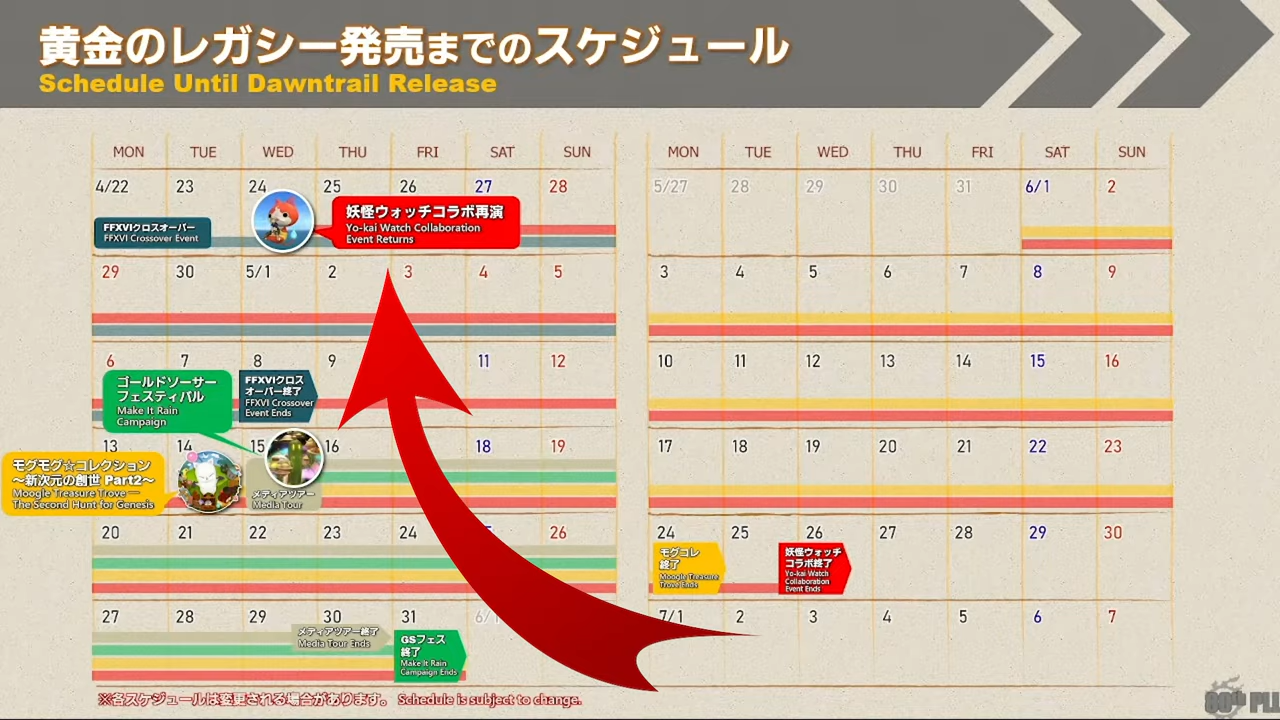 黄金のレガシー発売までのスケジュール
Schedule Until Dawntrail Release
MON TUE WED THU FRI SAT SUN
4/22 23 24 25 26 27 28
FFXVIクロスオーバー
FFXVI Crossover Event
妖怪ウォッチコラボ再演
Yo-kai Watch Collaboration
Event Returns
29 30 5/1 2 3 4 5
6 7 8 9 11 12
ゴールドソーサー
フェスティバル
Make It Rain
Campaign
FFXVIクロス
オーバー終了
FFXVI Crossover
Event Ends
13 14 15 16 18 19
モグモグ☆コレクション
～新次元の創世 Part2～
Moogle Treasure Trove ―
The Second Hunt for Genesis
メディアツアー
Media Tour
20 21 22 23 24 26
27 28 29 30 31
メディアツアー終了
Media Tour Ends
GSフェス
終了
Make It Rain
Campaign Ends
MON TUE WED THU FRI SAT SUN
5/27 28 29 30 31 6/1 2
3 4 5 6 7 8 9
10 11 12 13 14 15 16
17 18 19 20 21 22 23
24 25 26 27 28 29 30
モグコレ
終了
Moogle Treasure
Trove Ends
妖怪ウォッチ
コラボ終了
Yo-kai Watch
Collaboration
Event Ends
7/1 2 3 4 5 6 7
※各スケジュールは変更される場合があります。 Schedule is subject to change.